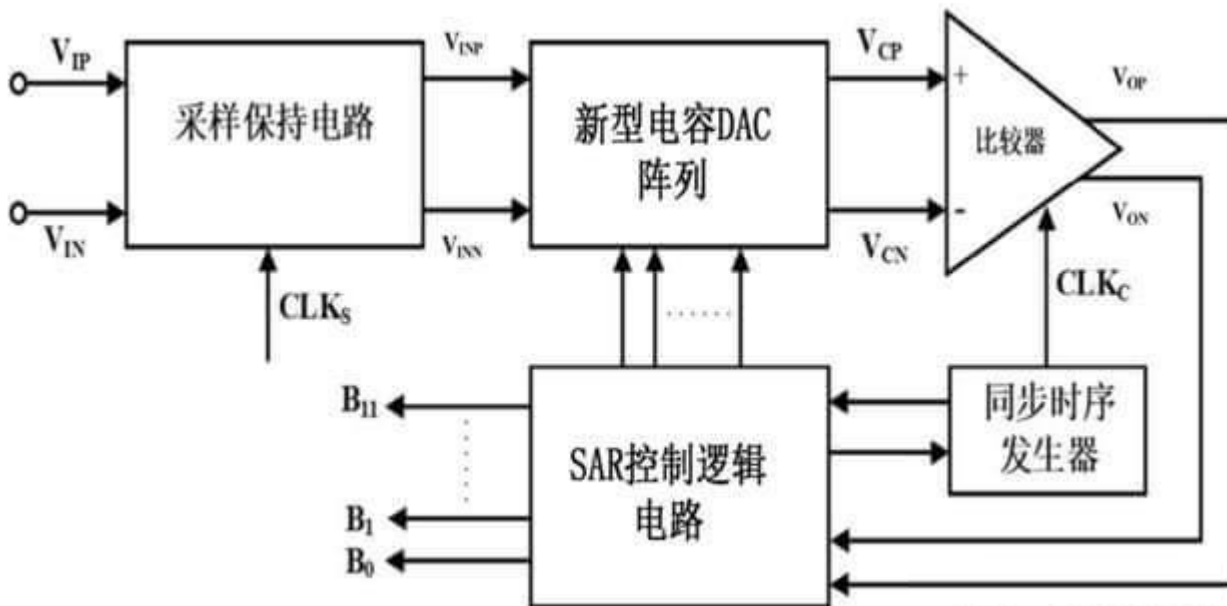 V_IP
采样保持电路
V_INP
新型电容DAC
阵列
V_CP
+
比较器
V_OP
V_IN
V_INN
V_CN
-
V_ON
CLK_S
CLK_C
B_11
SAR控制逻辑
电路
同步时序
发生器
B_1
B_0